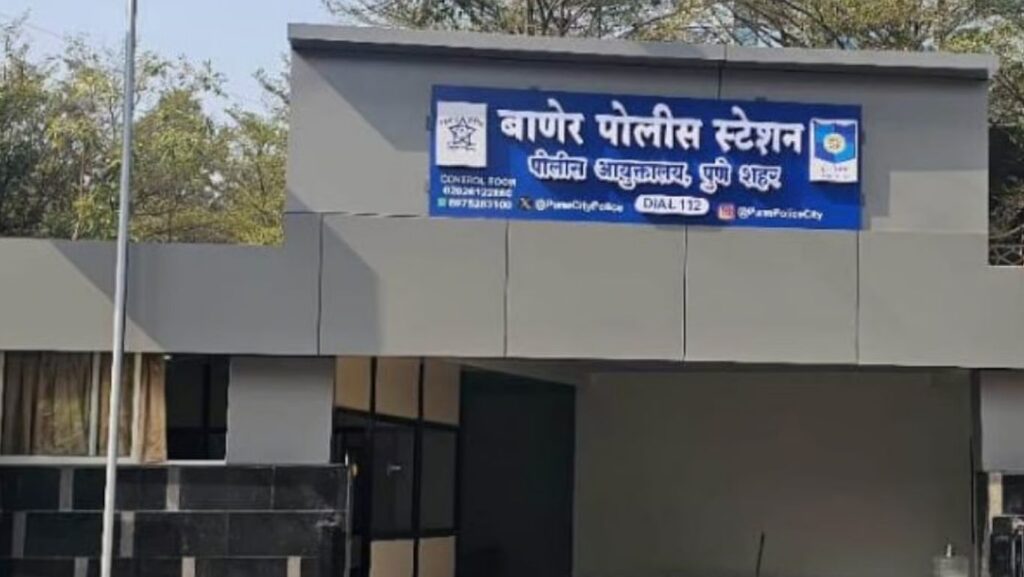 बाणेर पोलीस स्टेशन
पोलीस आयुक्तालय, पुणे शहर
CONTROL ROOM
02026122880
8975283100 @PuneCityPolice DIAL 112 @PunePoliceCity